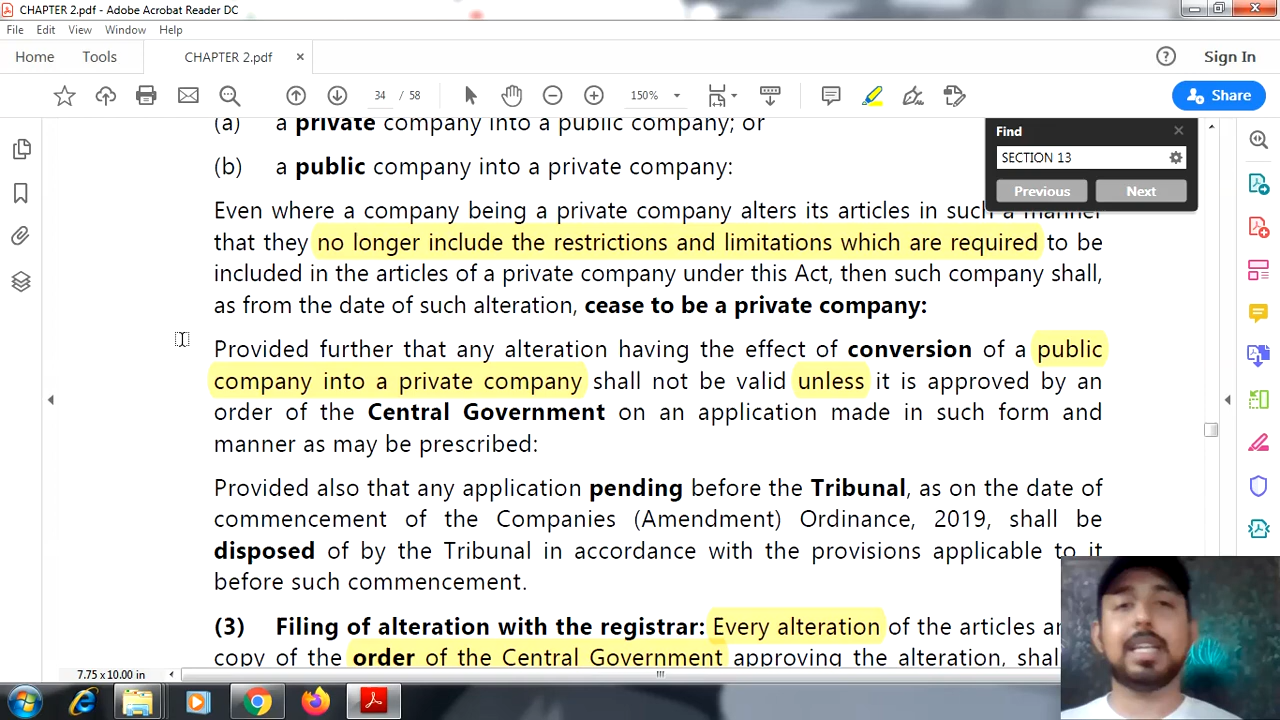 CHAPTER 2.pdf - Adobe Acrobat Reader DC
File Edit View Window Help
Home Tools CHAPTER 2.pdf × Sign In
34 / 58 150% Share
(a) a private company into a public company; or
Find
SECTION 13
Previous Next
(b) a public company into a private company:
Even where a company being a private company alters its articles in such a manner
that they no longer include the restrictions and limitations which are required to be
included in the articles of a private company under this Act, then such company shall,
as from the date of such alteration, cease to be a private company:
Provided further that any alteration having the effect of conversion of a public
company into a private company shall not be valid unless it is approved by an
order of the Central Government on an application made in such form and
manner as may be prescribed:
Provided also that any application pending before the Tribunal, as on the date of
commencement of the Companies (Amendment) Ordinance, 2019, shall be
disposed of by the Tribunal in accordance with the provisions applicable to it
before such commencement.
(3) Filing of alteration with the registrar: Every alteration of the articles
copy of the order of the Central Government approving the alteration,
7.75 x 10.00 in